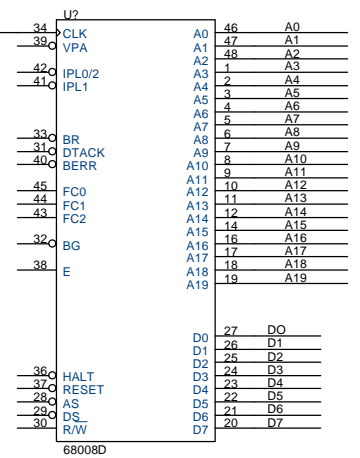 U?
34 CLK A0 46 A0
39 VPA A1 47 A1
A2 48 A2
42 IPL0/2 A3 1 A3
41 IPL1 A4 2 A4
A5 3 A5
A6 4 A6
A7 5 A7
33 BR A8 6 A8
31 DTACK A9 7 A9
40 BERR A10 8 A10
A11 9 A11
45 FC0 A12 10 A12
44 FC1 A13 11 A13
43 FC2 A14 12 A14
A15 14 A14
32 BG A16 16 A16
A17 17 A17
38 E A18 18 A18
A19 19 A19
D0 27 DO
D1 26 D1
D2 25 D2
36 HALT D3 24 D3
37 RESET D4 23 D4
28 AS D5 22 D5
29 DS D6 21 D6
30 R/W D7 20 D7
68008D